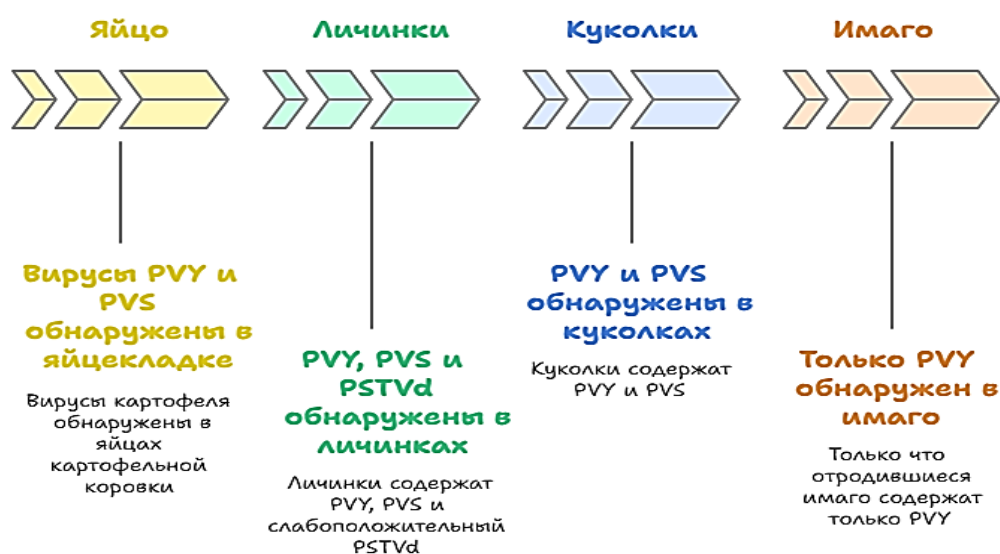 Яйцо
Личинки
Куколки
Имаго
Вирусы PVY и
PVS
обнаружены в
яйцекладке
Вирусы картофеля
обнаружены в
яйцах
картофельной
коровки
PVY, PVS и
PSTVd
обнаружены в
личинках
Личинки содержат
PVY, PVS и
слабоположительный
PSTVd
PVY и PVS
обнаружены в
куколках
Куколки содержат
PVY и PVS
Только PVY
обнаружен в
имаго
Только что
отродившиеся
имаго содержат
только PVY